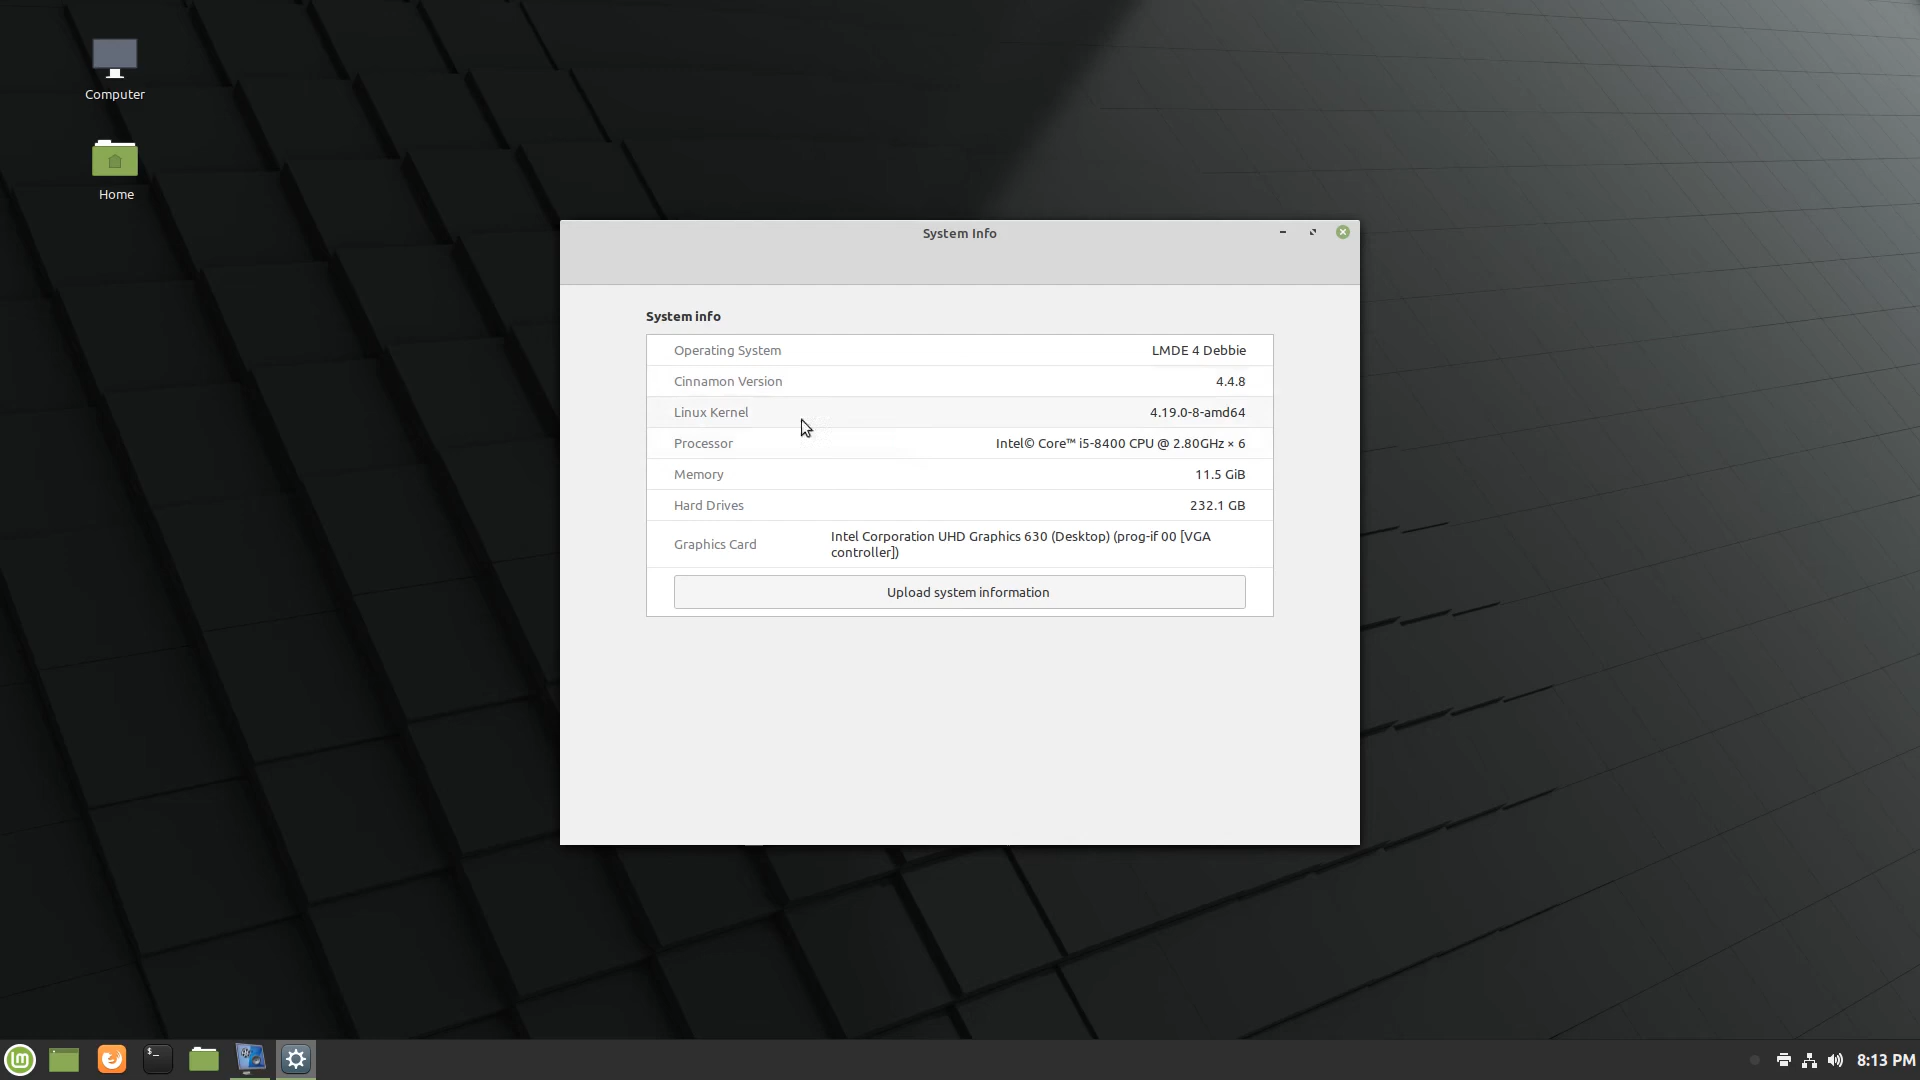 Computer
Home
System Info
System info
Operating System LMDE 4 Debbie
Cinnamon Version 4.4.8
Linux Kernel 4.19.0-8-amd64
Processor Intel© Core™ i5-8400 CPU @ 2.80GHz × 6
Memory 11.5 GiB
Hard Drives 232.1 GB
Graphics Card Intel Corporation UHD Graphics 630 (Desktop) (prog-if 00 [VGA
controller])
Upload system information
8:13 PM